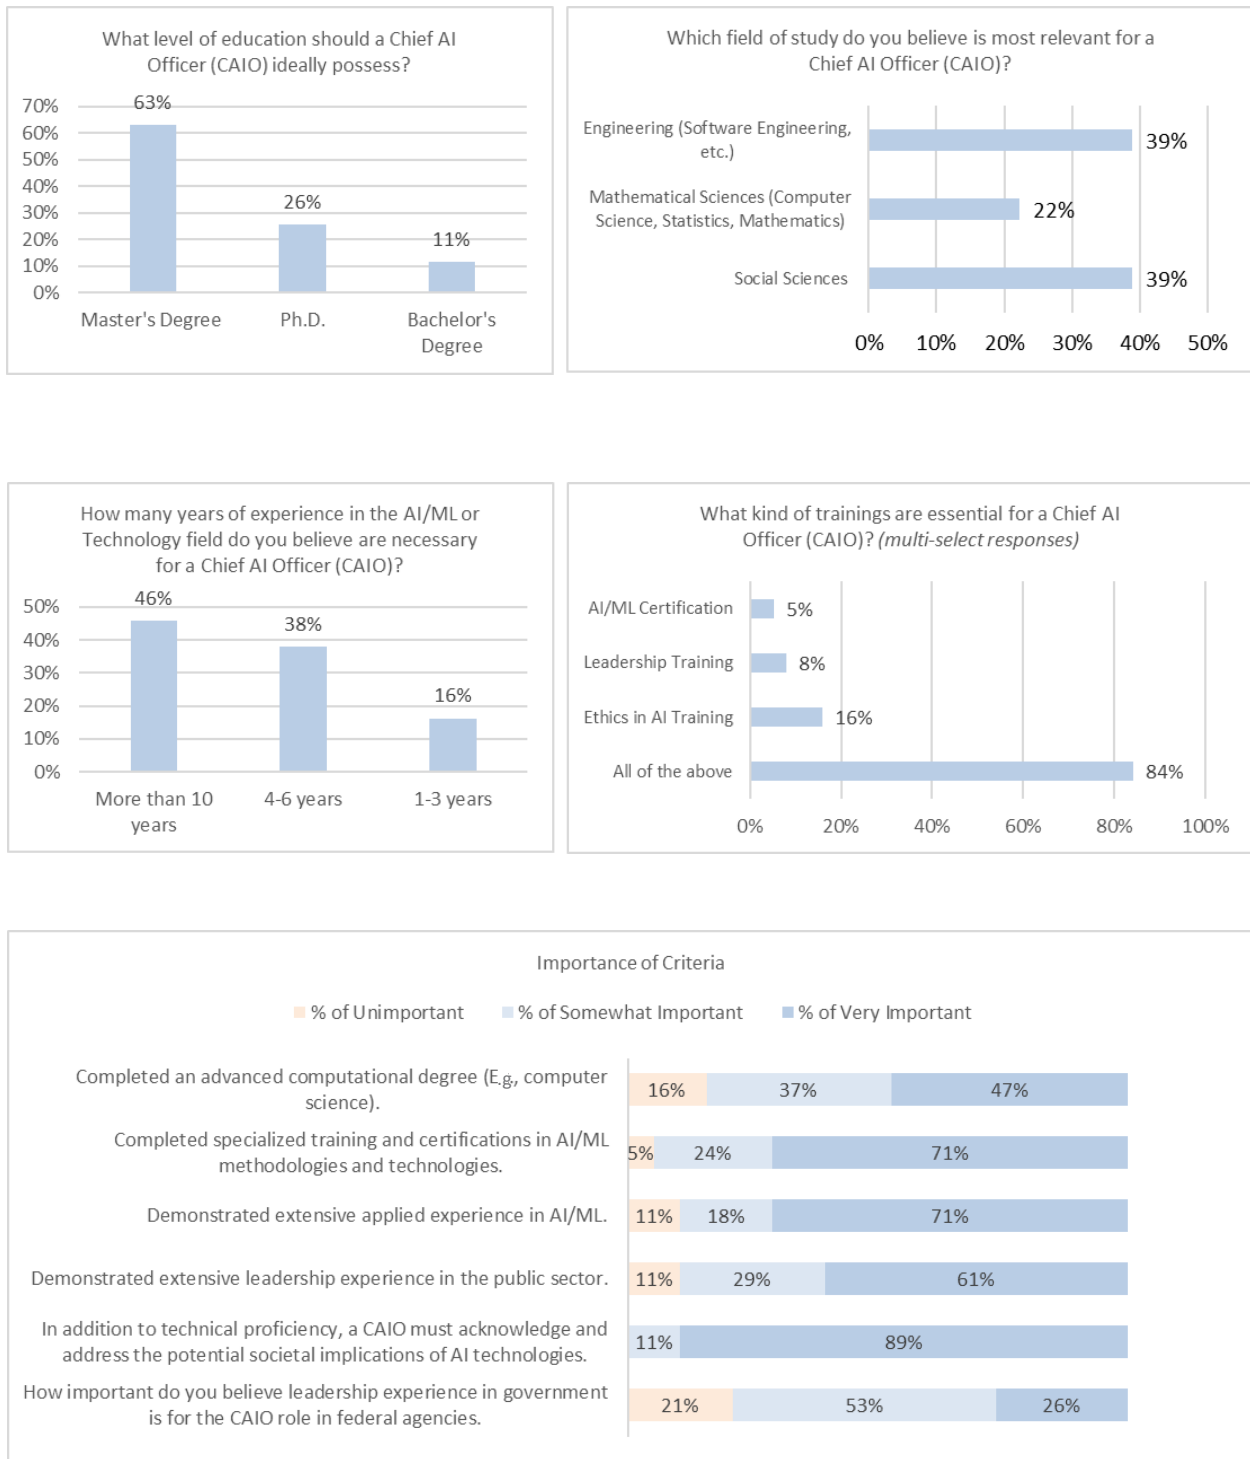 What level of education should a Chief AI
Officer (CAIO) ideally possess?
70%
60%
50%
40%
30%
20%
10%
0%
63%
26%
11%
Master's Degree
Ph.D.
Bachelor's
Degree
Which field of study do you believe is most relevant for a
Chief AI Officer (CAIO)?
Engineering (Software Engineering,
etc.)
39%
Mathematical Sciences (Computer
Science, Statistics, Mathematics)
22%
Social Sciences
39%
0% 10% 20% 30% 40% 50%
How many years of experience in the AI/ML or
Technology field do you believe are necessary
for a Chief AI Officer (CAIO)?
50%
40%
30%
20%
10%
0%
46%
38%
16%
More than 10
years
4-6 years
1-3 years
What kind of trainings are essential for a Chief AI
Officer (CAIO)? (multi-select responses)
AI/ML Certification
5%
Leadership Training
8%
Ethics in AI Training
16%
All of the above
84%
0% 20% 40% 60% 80% 100%
Importance of Criteria
% of Unimportant % of Somewhat Important % of Very Important
Completed an advanced computational degree (E.g., computer
science).
16% 37% 47%
Completed specialized training and certifications in AI/ML
methodologies and technologies.
5% 24% 71%
Demonstrated extensive applied experience in AI/ML.
11% 18% 71%
Demonstrated extensive leadership experience in the public sector.
11% 29% 61%
In addition to technical proficiency, a CAIO must acknowledge and
address the potential societal implications of AI technologies.
11% 89%
How important do you believe leadership experience in government
is for the CAIO role in federal agencies.
21% 53% 26%